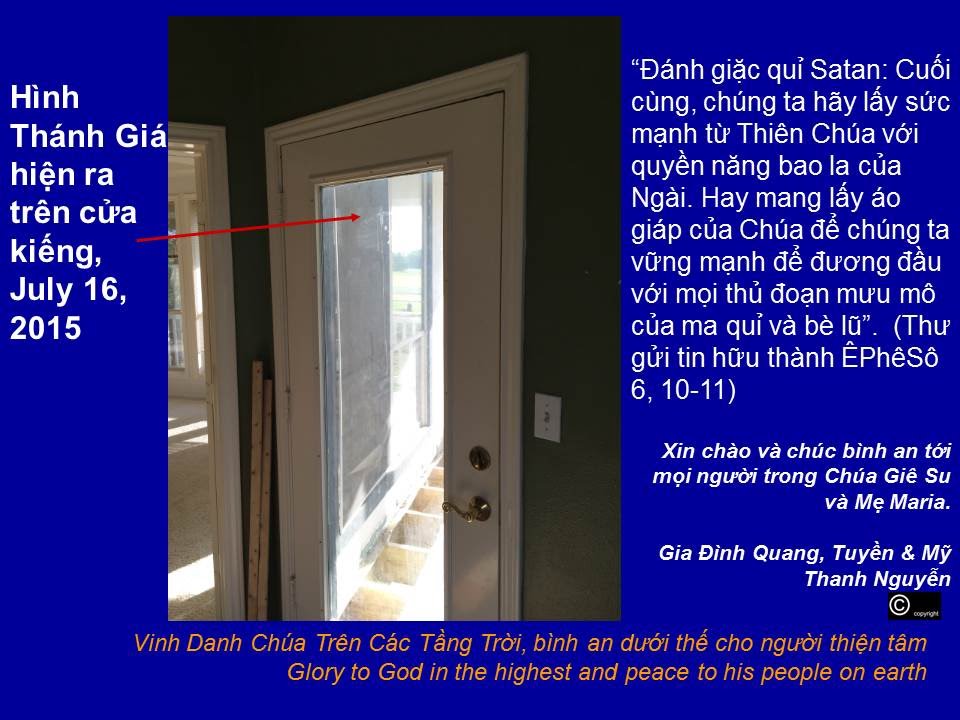 Hình
Thánh Giá
hiện ra
trên cửa
kiếng,
July 16,
2015
“Đánh giặc quỉ Satan: Cuối
cùng, chúng ta hãy lấy sức
mạnh từ Thiên Chúa với
quyền năng bao la của
Ngài. Hay mang lấy áo
giáp của Chúa để chúng ta
vững mạnh để đương đầu
với mọi thủ đoạn mưu mô
của ma quỉ và bè lũ”. (Thư
gửi tin hữu thành ÊPhêSô
6, 10-11)
Xin chào và chúc bình an tới
mọi người trong Chúa Giê Su
và Mẹ Maria.
Gia Đình Quang, Tuyền & Mỹ
Thanh Nguyễn
© copyright
Vinh Danh Chúa Trên Các Tầng Trời, bình an dưới thế cho người thiện tâm
Glory to God in the highest and peace to his people on earth